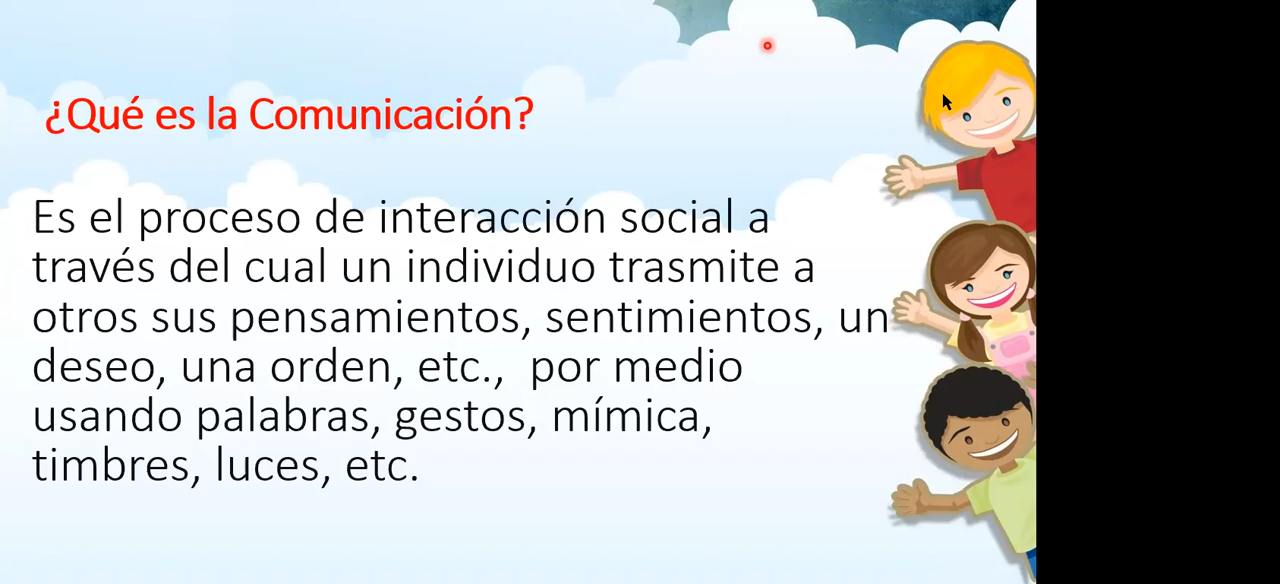 ¿Qué es la Comunicación?
Es el proceso de interacción social a
través del cual un individuo trasmite a
otros sus pensamientos, sentimientos, un
deseo, una orden, etc.,  por medio
usando palabras, gestos, mímica,
timbres, luces, etc.